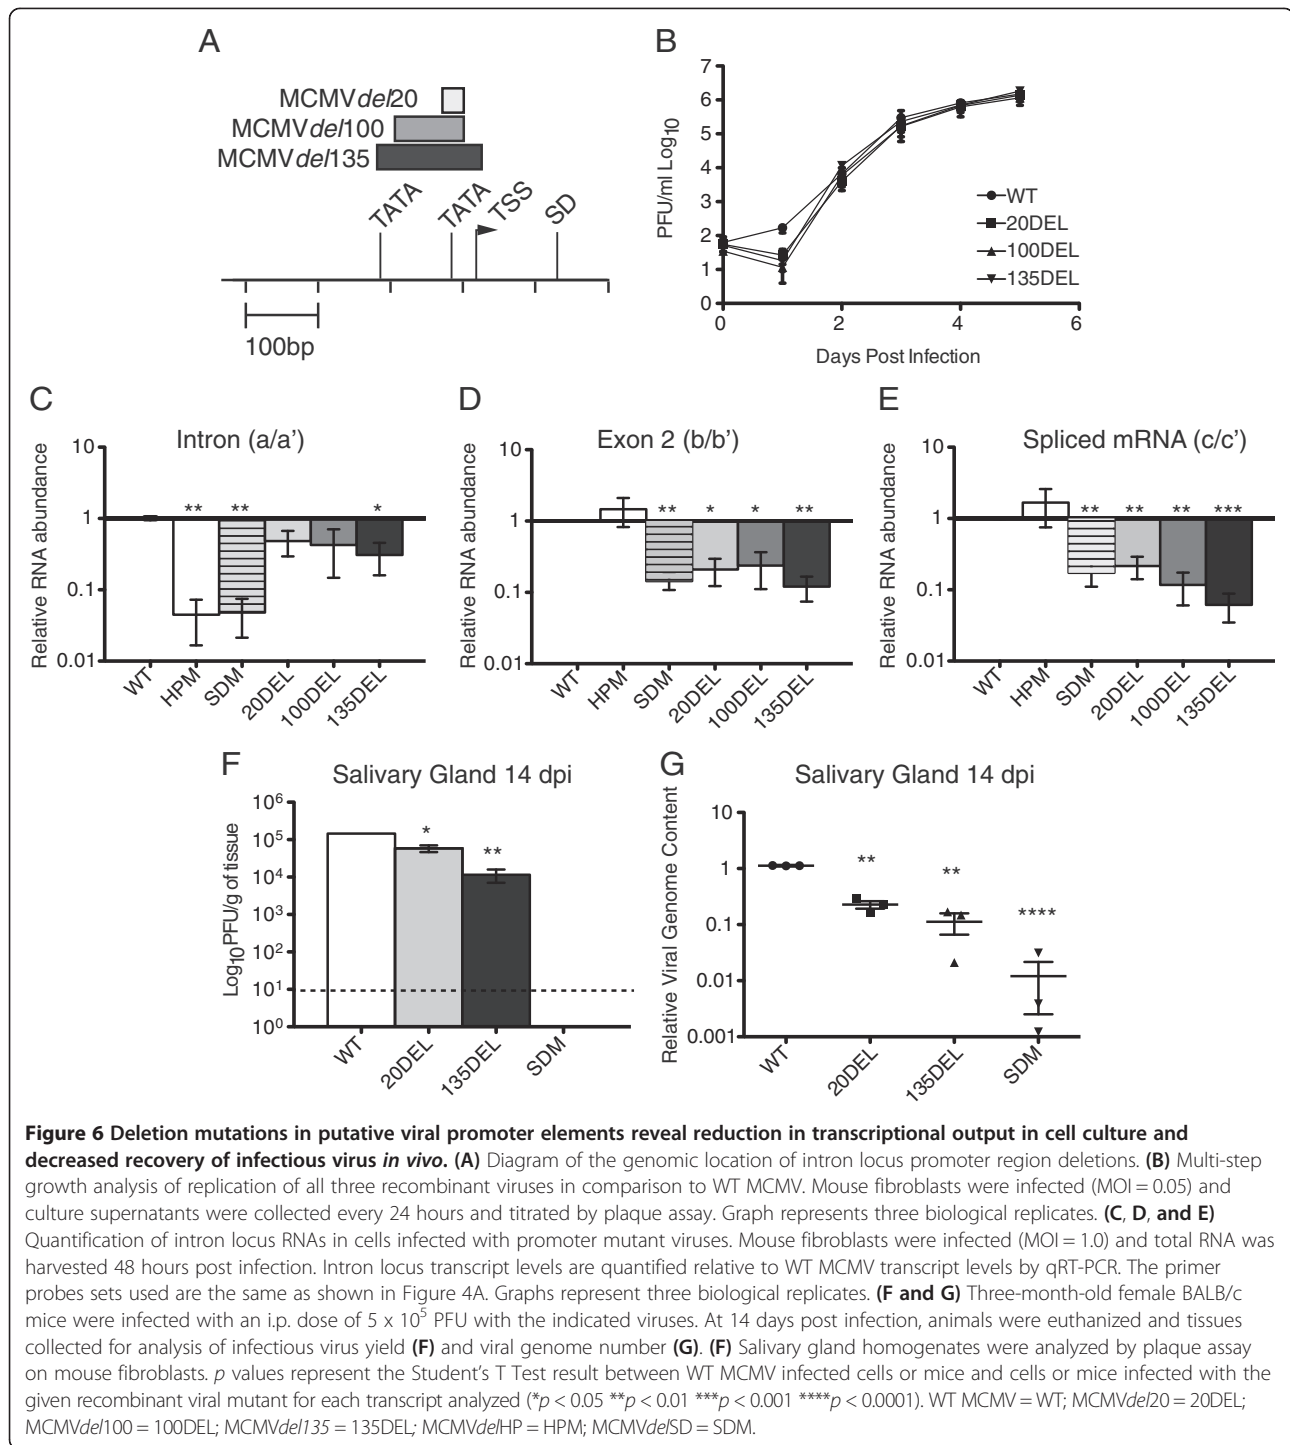 A
MCMVdel20
MCMVdel100
MCMVdel135
TATA
TATA
TSS
SD
100bp
B
PFU/ml Log10
7
6
5
4
3
2
1
0
0 2 4 6
Days Post Infection
WT
20DEL
100DEL
135DEL
C
Intron (a/a’)
Relative RNA abundance
10
1
0.1
0.01
** ** *
WT HPM SDM 20DEL 100DEL 135DEL
D
Exon 2 (b/b’)
Relative RNA abundance
10
1
0.1
0.01
** * * **
WT HPM SDM 20DEL 100DEL 135DEL
E
Spliced mRNA (c/c’)
Relative RNA abundance
10
1
0.1
0.01
** ** ** ***
WT HPM SDM 20DEL 100DEL 135DEL
F
Salivary Gland 14 dpi
Log10PFU/g of tissue
10⁶
10⁵
10⁴
10³
10²
10¹
10⁰
* **
WT 20DEL 135DEL SDM
G
Salivary Gland 14 dpi
Relative Viral Genome Content
10
1
0.1
0.01
0.001
** ** ****
WT 20DEL 135DEL SDM
Figure 6 Deletion mutations in putative viral promoter elements reveal reduction in transcriptional output in cell culture and
decreased recovery of infectious virus in vivo. (A) Diagram of the genomic location of intron locus promoter region deletions. (B) Multi-step
growth analysis of replication of all three recombinant viruses in comparison to WT MCMV. Mouse fibroblasts were infected (MOI = 0.05) and
culture supernatants were collected every 24 hours and titrated by plaque assay. Graph represents three biological replicates. (C, D, and E)
Quantification of intron locus RNAs in cells infected with promoter mutant viruses. Mouse fibroblasts were infected (MOI = 1.0) and total RNA was
harvested 48 hours post infection. Intron locus transcript levels are quantified relative to WT MCMV transcript levels by qRT-PCR. The primer
probes sets used are the same as shown in Figure 4A. Graphs represent three biological replicates. (F and G) Three-month-old female BALB/c
mice were infected with an i.p. dose of 5 x 10⁵ PFU with the indicated viruses. At 14 days post infection, animals were euthanized and tissues
collected for analysis of infectious virus yield (F) and viral genome number (G). (F) Salivary gland homogenates were analyzed by plaque assay
on mouse fibroblasts. p values represent the Student’s T Test result between WT MCMV infected cells or mice and cells or mice infected with the
given recombinant viral mutant for each transcript analyzed (*p < 0.05 **p < 0.01 ***p < 0.001 ****p < 0.0001). WT MCMV = WT; MCMVdel20 = 20DEL;
MCMVdel100 = 100DEL; MCMVdel135 = 135DEL; MCMVdelHP = HPM; MCMVdelSD = SDM.